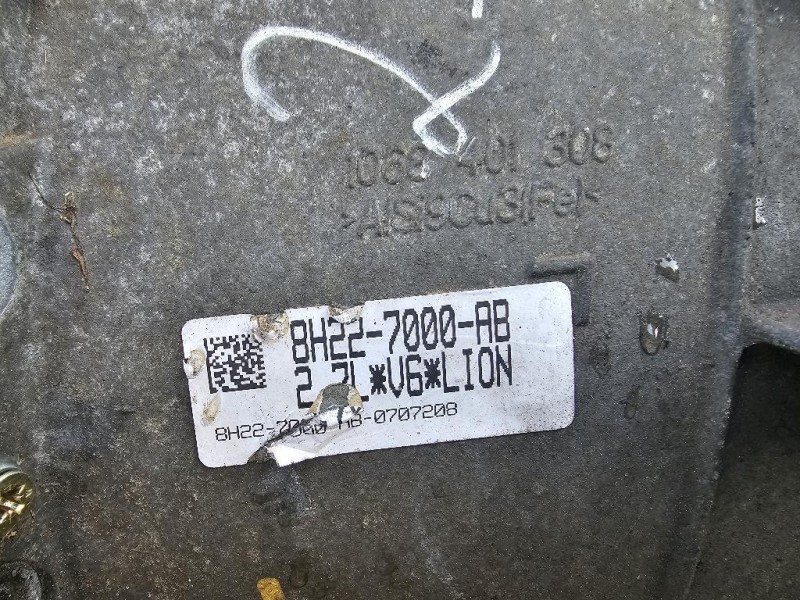 1068 401 308
>AlSi9Cu3(Fe)<
8H22-7000-AB
2.7L*V6*LION
8H22-7000 AB-0707208